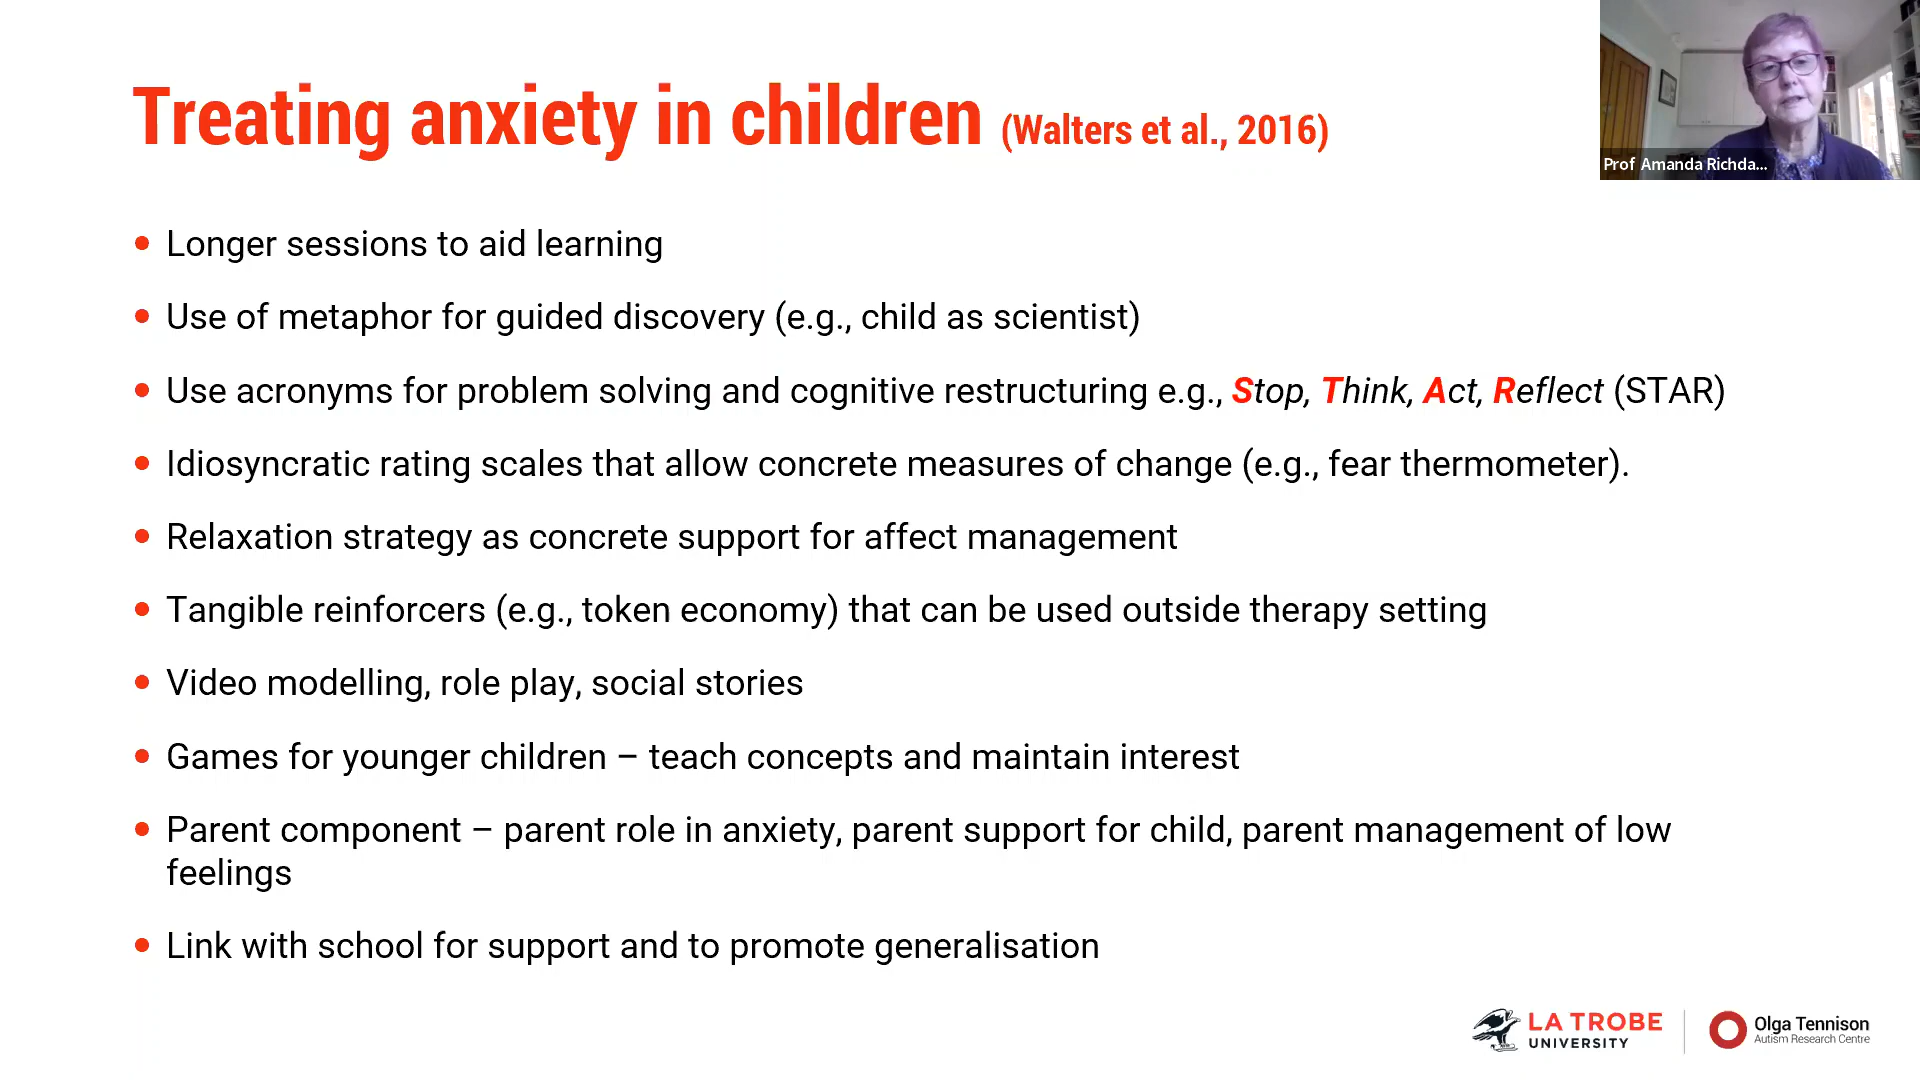 Treating anxiety in children (Walters et al., 2016)
Prof Amanda Richda...
• Longer sessions to aid learning
• Use of metaphor for guided discovery (e.g., child as scientist)
• Use acronyms for problem solving and cognitive restructuring e.g., Stop, Think, Act, Reflect (STAR)
• Idiosyncratic rating scales that allow concrete measures of change (e.g., fear thermometer).
• Relaxation strategy as concrete support for affect management
• Tangible reinforcers (e.g., token economy) that can be used outside therapy setting
• Video modelling, role play, social stories
• Games for younger children – teach concepts and maintain interest
• Parent component – parent role in anxiety, parent support for child, parent management of low
feelings
• Link with school for support and to promote generalisation
LA TROBE
UNIVERSITY
Olga Tennison
Autism Research Centre